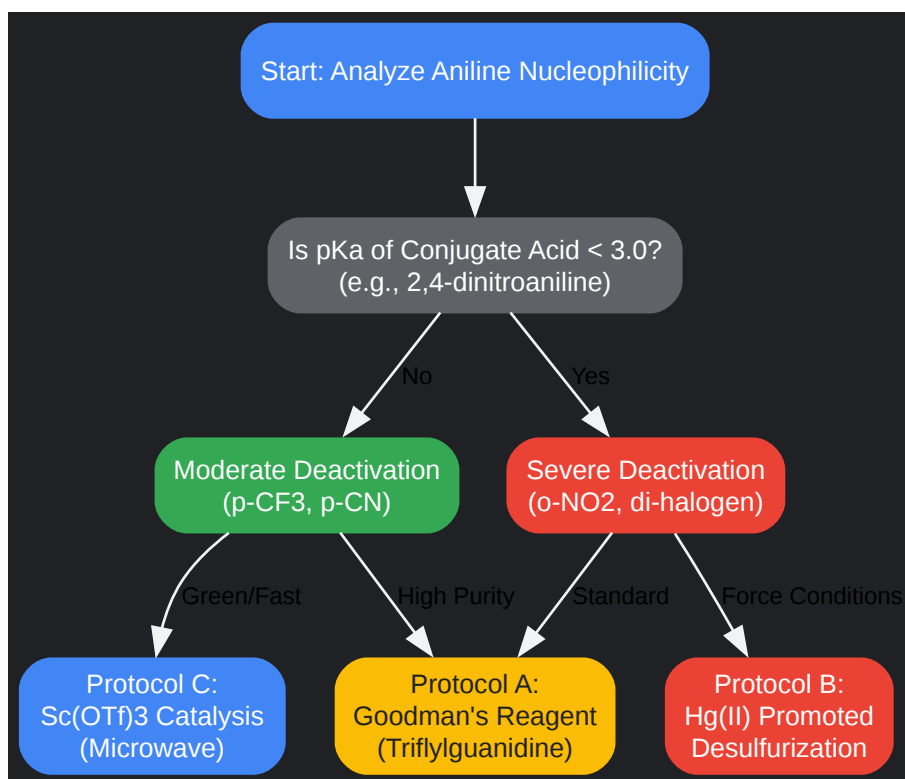 Start: Analyze Aniline Nucleophilicity
Is pKa of Conjugate Acid < 3.0?
(e.g., 2,4-dinitroaniline)
No
Yes
Moderate Deactivation
(p-CF3, p-CN)
Severe Deactivation
(o-NO2, di-halogen)
Green/Fast
High Purity
Standard
Force Conditions
Protocol C:
Sc(OTf)3 Catalysis
(Microwave)
Protocol A:
Goodman's Reagent
(Triflylguanidine)
Protocol B:
Hg(II) Promoted
Desulfurization